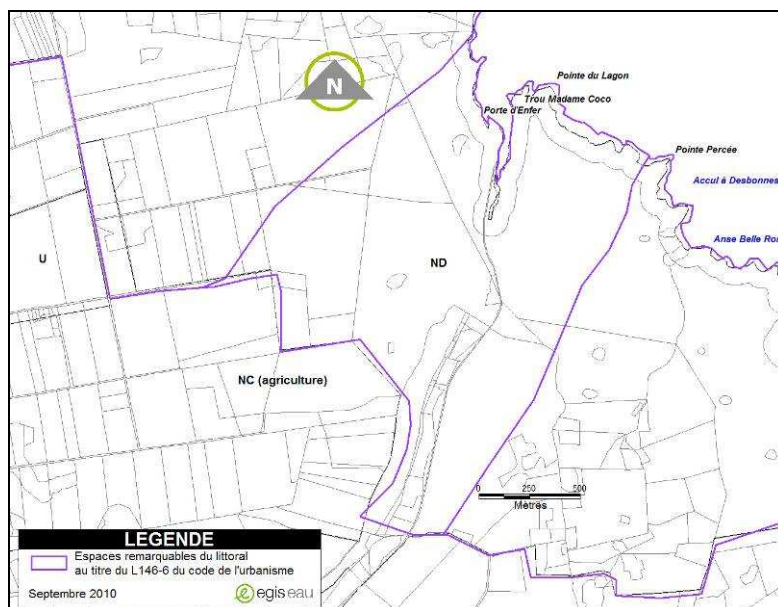 N
Pointe du Lagon
Trou Madame Coco
Porte d'Enfer
Pointe Percée
Accul à Desbonnes
Anse Belle Rou
U
ND
NC (agriculture)
0 250 500
Mètres
LEGENDE
Espaces remarquables du littoral
au titre du L146-6 du code de l'urbanisme
Septembre 2010
egis eau